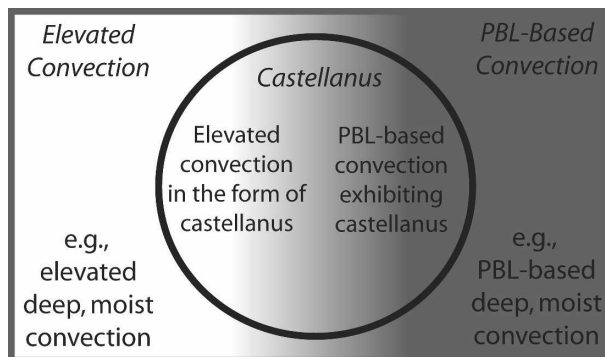 Elevated
Convection
PBL-Based
Convection
Castellanus
Elevated
convection
in the form of
castellanus
PBL-based
convection
exhibiting
castellanus
e.g.,
elevated
deep, moist
convection
e.g.,
PBL-based
deep, moist
convection